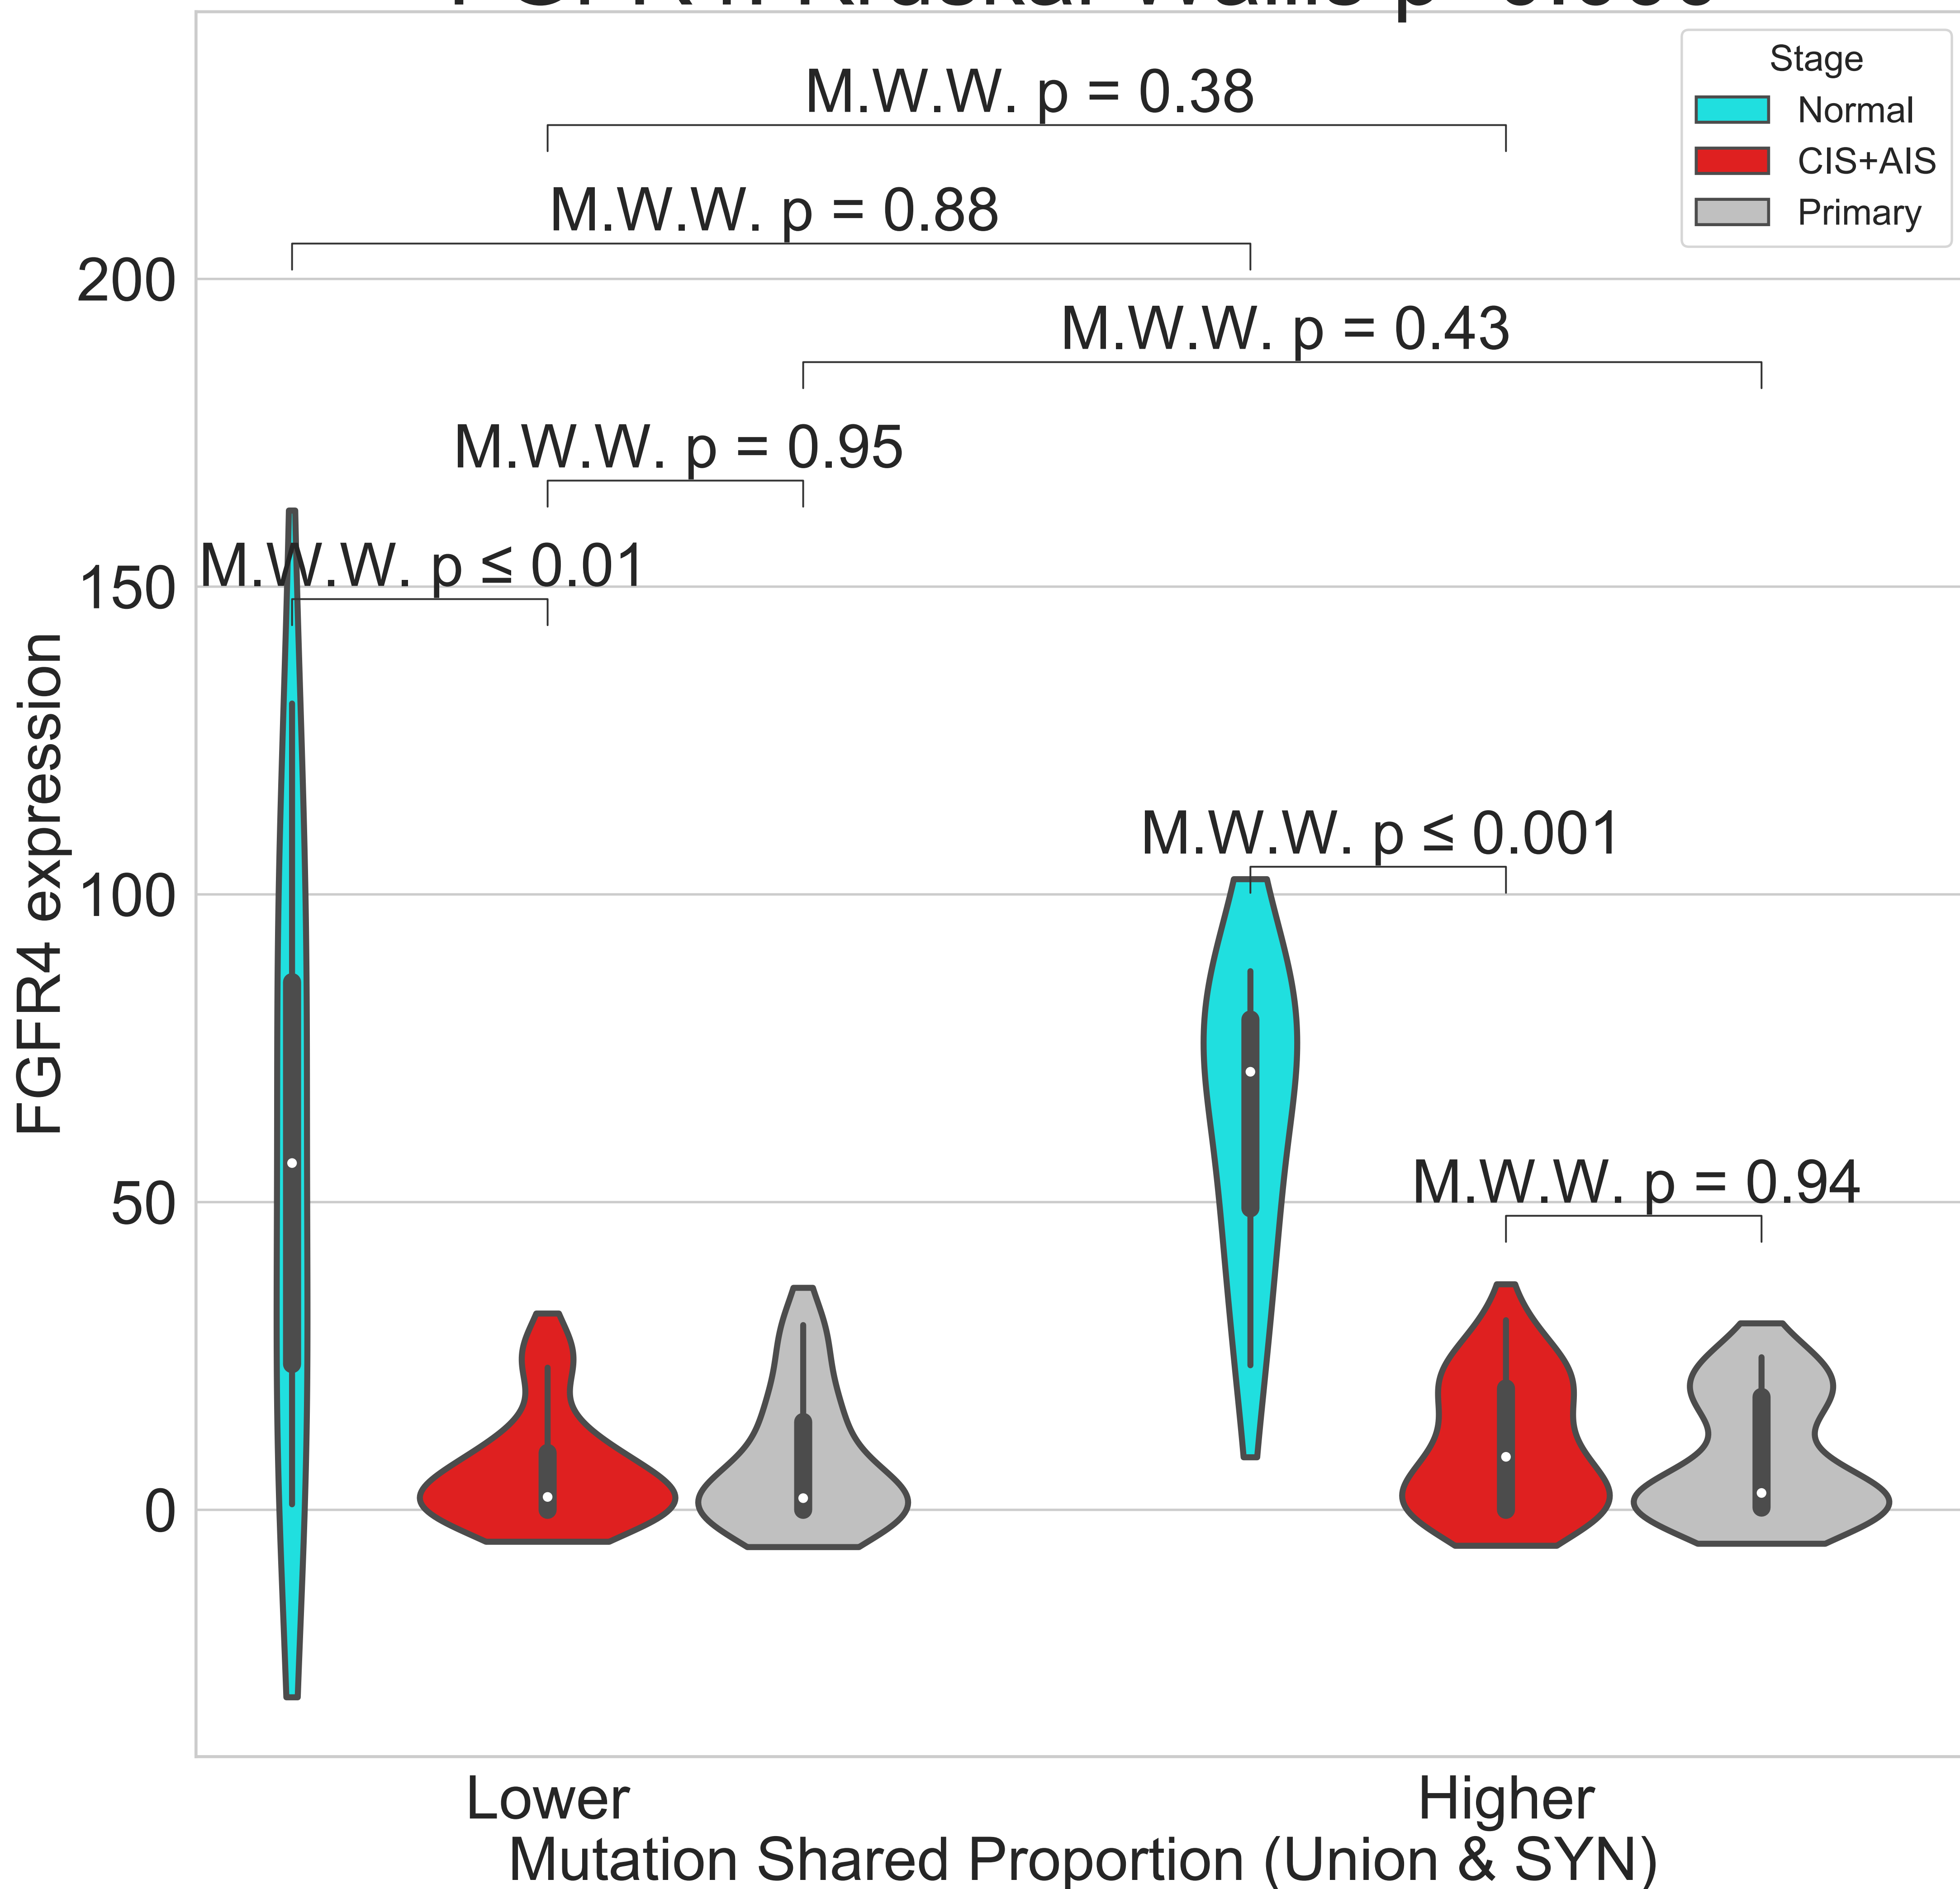 Stage
Normal
CIS+AIS
Primary
M.W.W. p = 0.38
M.W.W. p = 0.88
M.W.W. p = 0.43
M.W.W. p = 0.95
M.W.W. p ≤ 0.01
M.W.W. p ≤ 0.001
M.W.W. p = 0.94
200
150
100
50
0
FGFR4 expression
Lower
Higher
Mutation Shared Proportion (Union & SYN)